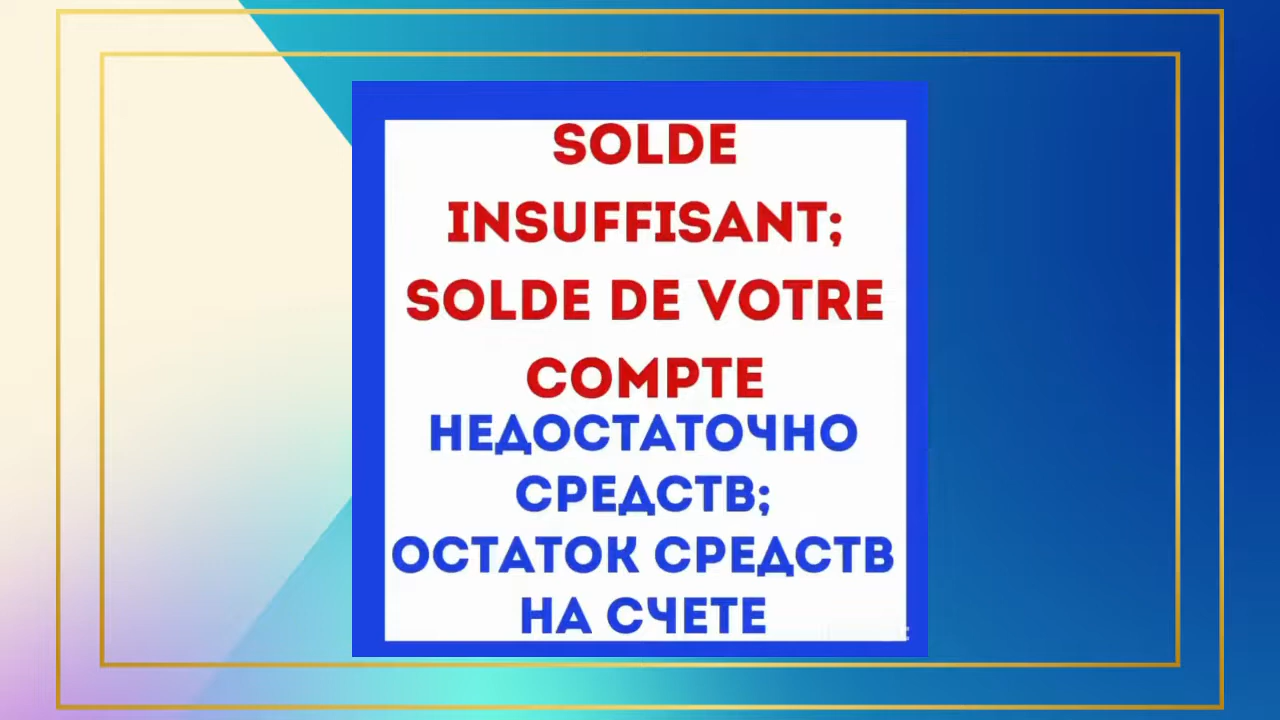 SOLDE
INSUFFISANT;
SOLDE DE VOTRE
COMPTE
НЕДОСТАТОЧНО
СРЕДСТВ;
ОСТАТОК СРЕДСТВ
НА СЧЕТЕ